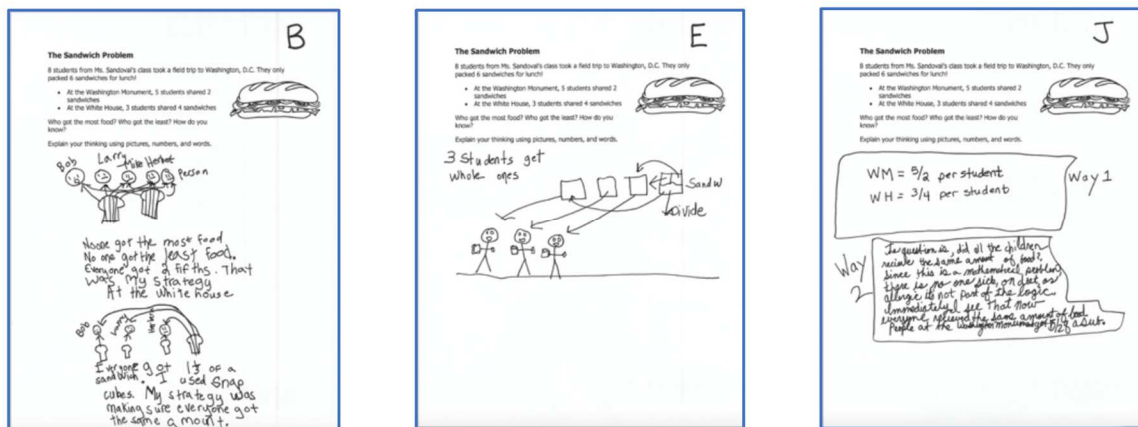 B
The Sandwich Problem
8 students from Ms. Sandoval's class took a field trip to Washington, D.C. They only
packed 6 sandwiches for lunch!
• At the Washington Monument, 5 students shared 2
sandwiches
• At the White House, 3 students shared 4 sandwiches
Who got the most food? Who got the least? How do you
know?
Explain your thinking using pictures, numbers, and words.
Bob
Larry
Mike
Person
No one got the most food
No one got the least food.
Everyone got 2 fifths. That
was my strategy
At the white house
Bob
Everyone got 1⅓ of a
sandwich. I used snap
cubes. My strategy was
making sure everyone got
the same amount.
E
The Sandwich Problem
8 students from Ms. Sandoval's class took a field trip to Washington, D.C. They only
packed 6 sandwiches for lunch!
• At the Washington Monument, 5 students shared 2
sandwiches
• At the White House, 3 students shared 4 sandwiches
Who got the most food? Who got the least? How do you
know?
Explain your thinking using pictures, numbers, and words.
3 students get
whole ones
Sandw
Divide
J
The Sandwich Problem
8 students from Ms. Sandoval's class took a field trip to Washington, D.C. They only
packed 6 sandwiches for lunch!
• At the Washington Monument, 5 students shared 2
sandwiches
• At the White House, 3 students shared 4 sandwiches
Who got the most food? Who got the least? How do you
know?
Explain your thinking using pictures, numbers, and words.
WM = 5/2 per student
WH = 3/4 per student
Way 1
Way
2
question is, did all the children
the same amont of food?
Since this is a mathematical problem
there is no one sick, on diet, as
allergic is not part of the logic.
Immediately I see that now
everyone the same amount of
People at the 5/2 of a sub.